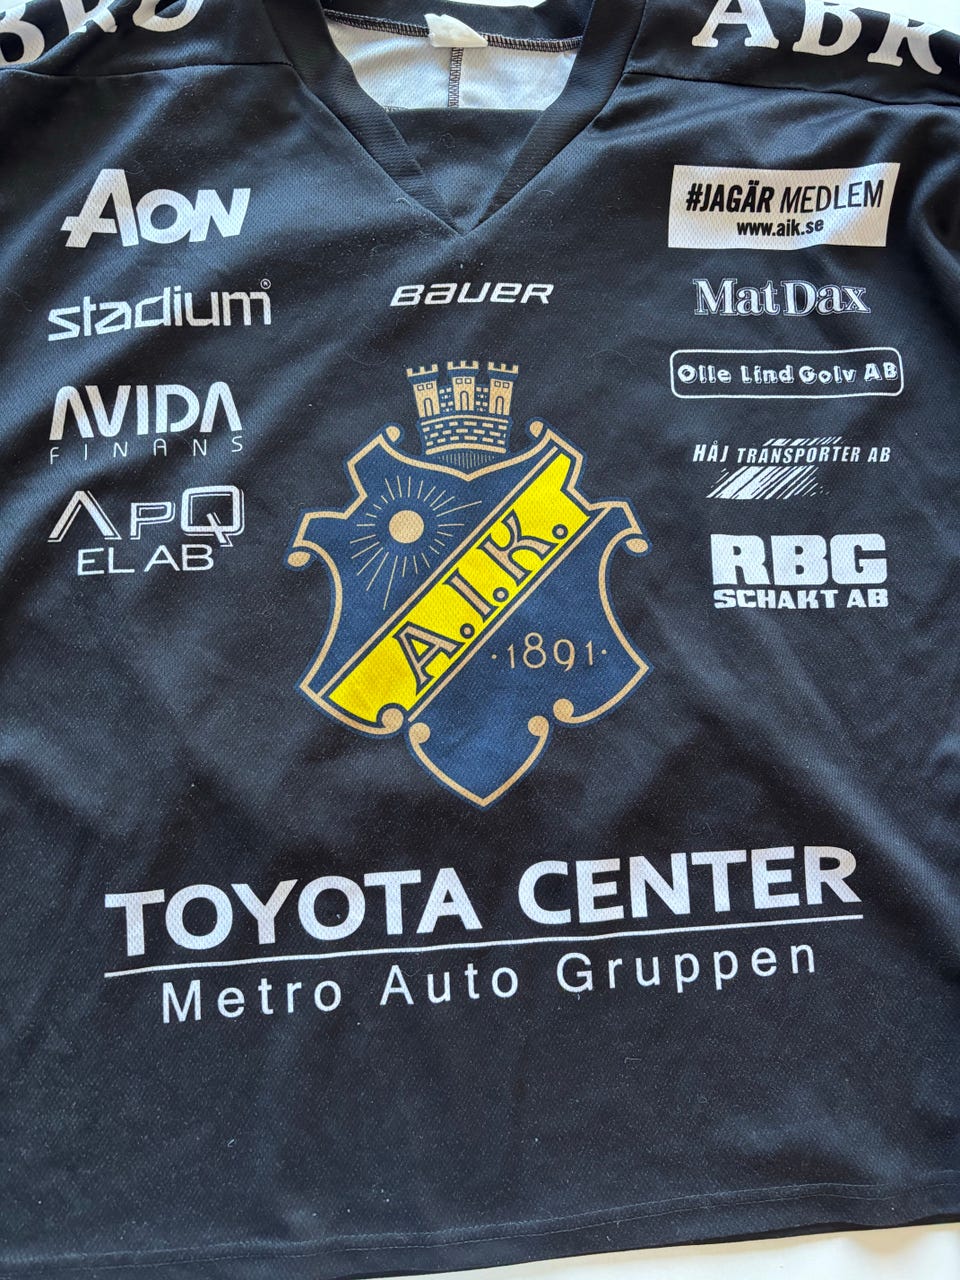 AON
stadium®
AVIDA
FINANS
APQ
EL AB
BAUER
#JAGÄR MEDLEM
www.aik.se
MatDax
Olle Lind Golv AB
HÅJ TRANSPORTER AB
RBG
SCHAKT AB
A.I.K.
·1891·
TOYOTA CENTER
Metro Auto Gruppen